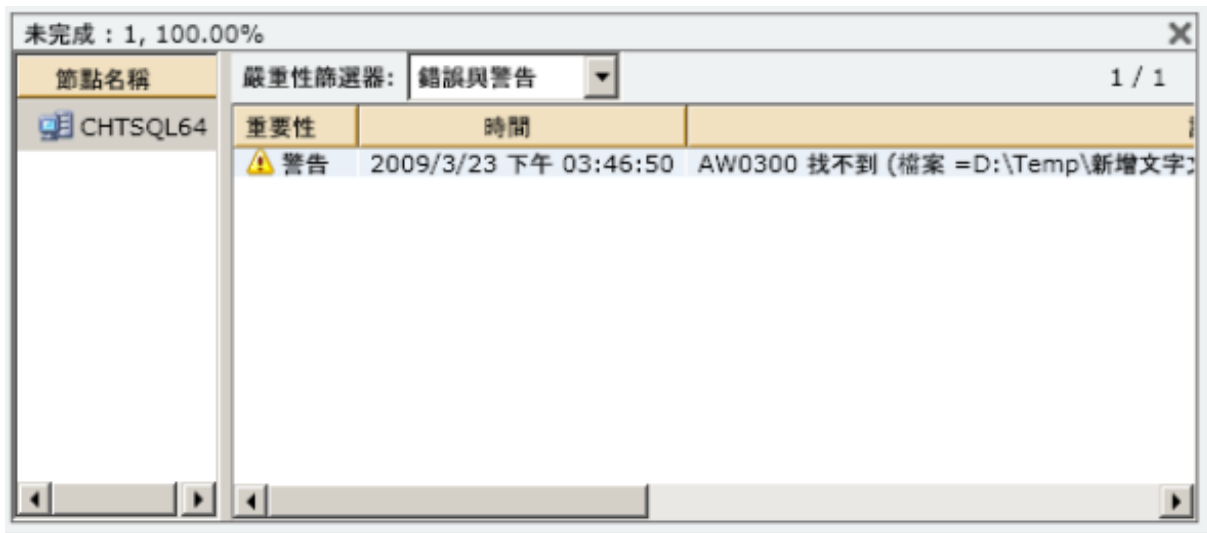 未完成 : 1, 100.00%
節點名稱
嚴重性篩選器: 錯誤與警告 1 / 1
CHTSQL64
重要性 時間
警告 2009/3/23 下午 03:46:50 AW0300 找不到 (檔案 =D:\Temp\新增文字